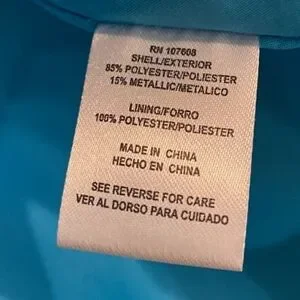 RN 107608
SHELL/EXTERIOR
85% POLYESTER/POLIESTER
15% METALLIC/METALICO
LINING/FORRO
100% POLYESTER/POLIESTER
MADE IN CHINA
HECHO EN CHINA
SEE REVERSE FOR CARE
VER AL DORSO PARA CUIDADO